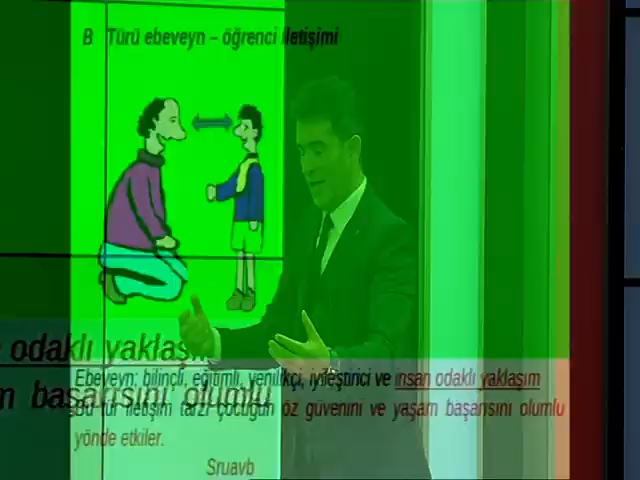 B Türü ebeveyn – öğrenci iletişimi
odaklı yaklaşım
Ebeveyn: bilinçli, eğitimli, yenilikçi, iyileştirici ve insan odaklı yaklaşım
başarısını olumlu
Bu tür iletişim tarzı çocuğun öz güvenini ve yaşam başarısını olumlu
yönde etkiler.
Sruavb